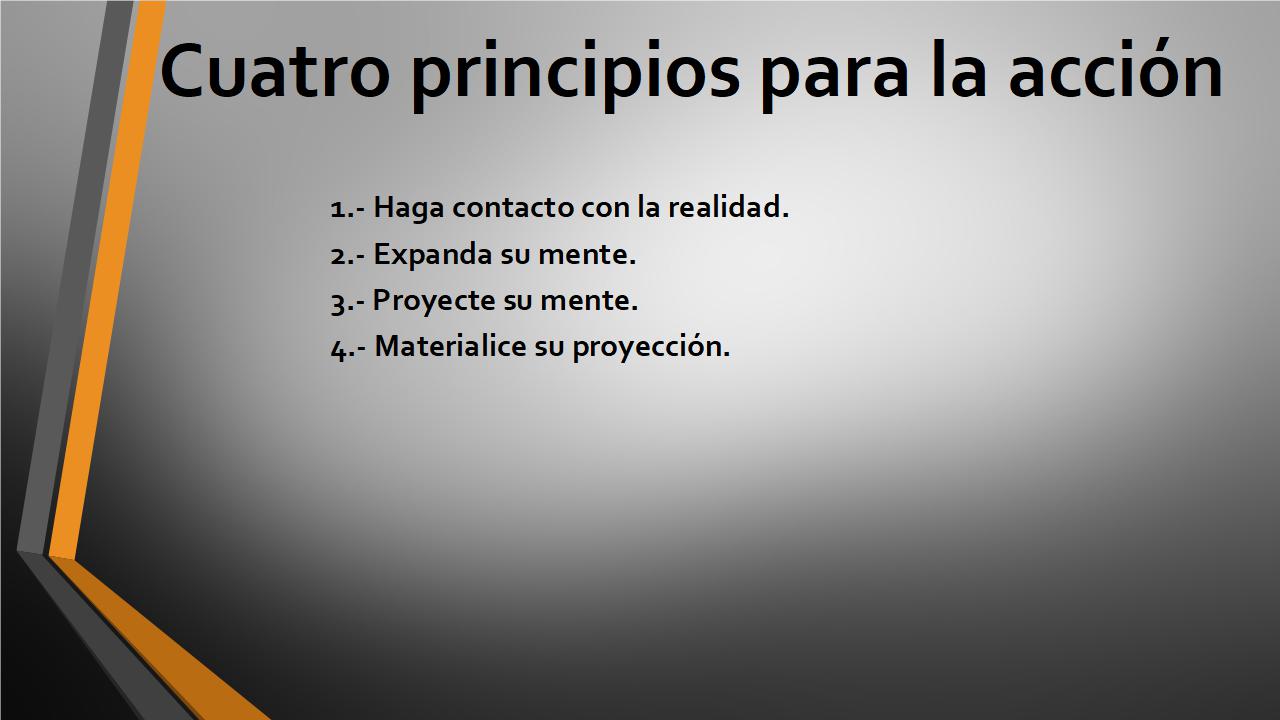 Cuatro principios para la acción
1.- Haga contacto con la realidad.
2.- Expanda su mente.
3.- Proyecte su mente.
4.- Materialice su proyección.